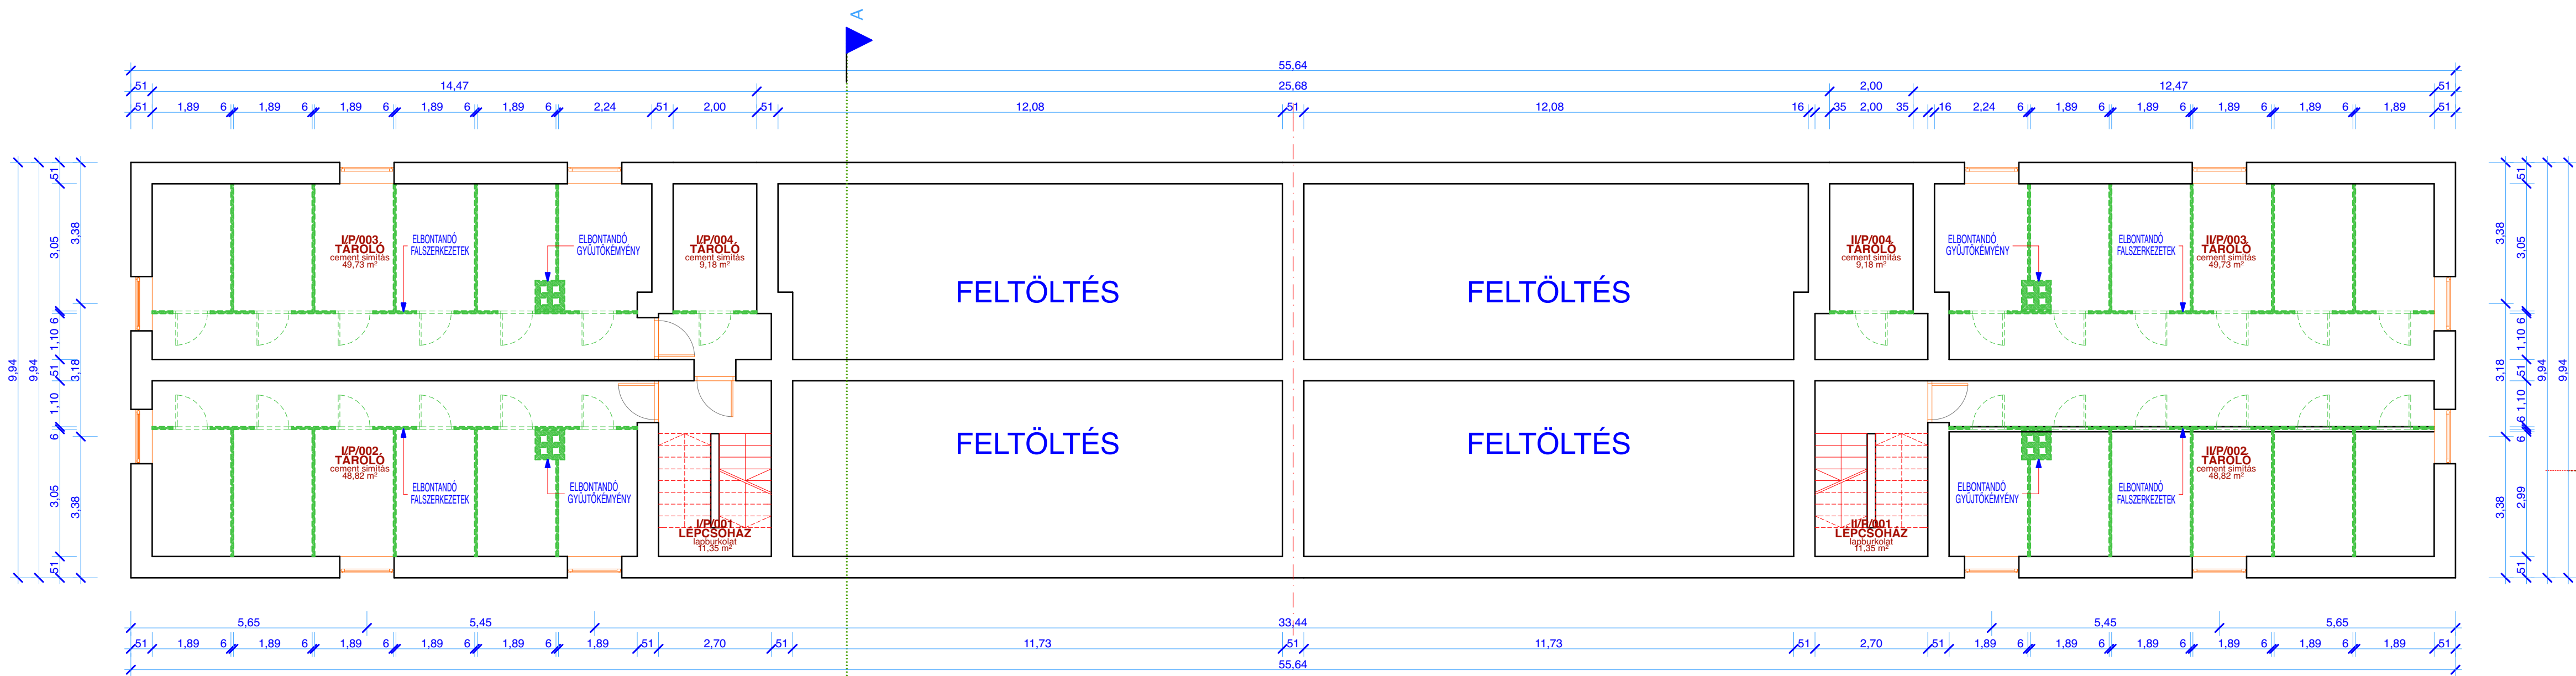 A
55,64
51 14,47 25,68 2,00 12,47 51
51 1,89 6 1,89 6 1,89 6 1,89 6 1,89 6 2,24 51 2,00 51 12,08 51 12,08 16 35 2,00 35 16 2,24 6 1,89 6 1,89 6 1,89 6 1,89 6 1,89 51
9,94
9,94
51
3,05
6
1,10
51
1,10
6
3,05
51
3,38
3,18
3,38
I/P/003
TÁROLÓ
cement simítás
49,73 m²
ELBONTANDÓ
FALSZERKEZETEK
ELBONTANDÓ
GYŰJTŐKÉMYÉNY
I/P/004
TÁROLÓ
cement simítás
9,18 m²
FELTÖLTÉS
FELTÖLTÉS
II/P/004
TÁROLÓ
cement simítás
9,18 m²
ELBONTANDÓ
GYŰJTŐKÉMYÉNY
ELBONTANDÓ
FALSZERKEZETEK
II/P/003
TÁROLÓ
cement simítás
49,73 m²
I/P/002
TÁROLÓ
cement simítás
48,82 m²
ELBONTANDÓ
FALSZERKEZETEK
ELBONTANDÓ
GYŰJTŐKÉMYÉNY
I/P/001
LÉPCSŐHÁZ
lapburkolat
11,35 m²
FELTÖLTÉS
FELTÖLTÉS
II/P/001
LÉPCSŐHÁZ
lapburkolat
11,35 m²
ELBONTANDÓ
GYŰJTŐKÉMYÉNY
ELBONTANDÓ
FALSZERKEZETEK
II/P/002
TÁROLÓ
cement simítás
48,82 m²
3,38
3,18
3,38
51
3,05
6
1,10
51
1,10
6
6
2,99
51
9,94
9,94
5,65 5,45 33,44 5,45 5,65
51 1,89 6 1,89 6 1,89 6 1,89 6 1,89 6 1,89 51 2,70 51 11,73 51 11,73 51 2,70 51 1,89 6 1,89 6 1,89 6 1,89 6 1,89 6 1,89 51
55,64